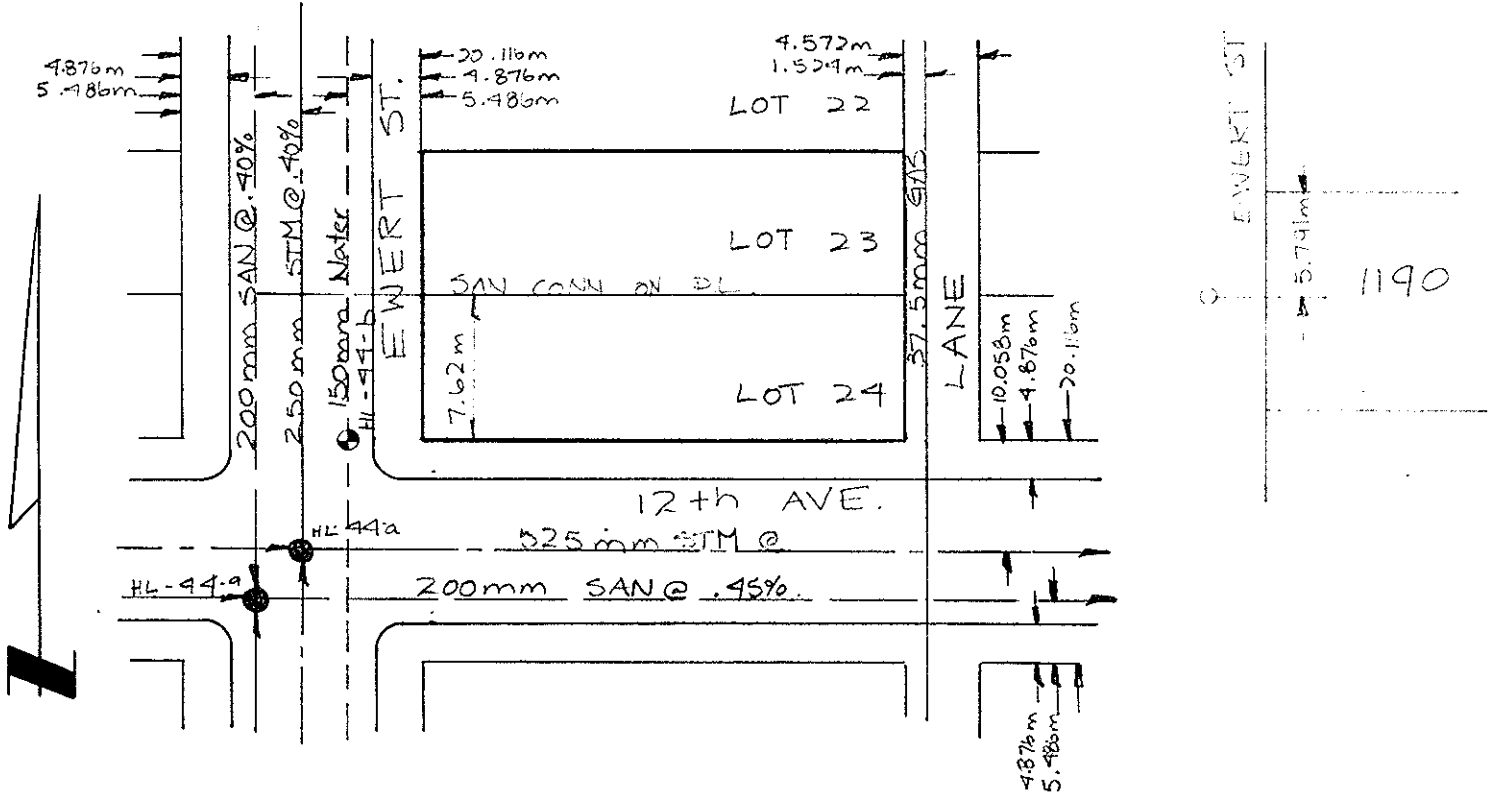 4.876m
5.486m
20.116m
4.876m
5.486m
4.572m
1.524m
LOT 22
EWERT ST.
200mm SAN @ .40%
250mm STM @ .40%
150mm Water
HL-44-b
37.5mm GAS
LOT 23
SAN CONN ON PL.
7.62m
LOT 24
LANE
10.058m
4.876m
20.116m
EWERT ST
5.791m
1190
12th AVE.
HL-44-a
525mm STM @
HL-44-a
200mm SAN @ .45%
4.876m
5.486m